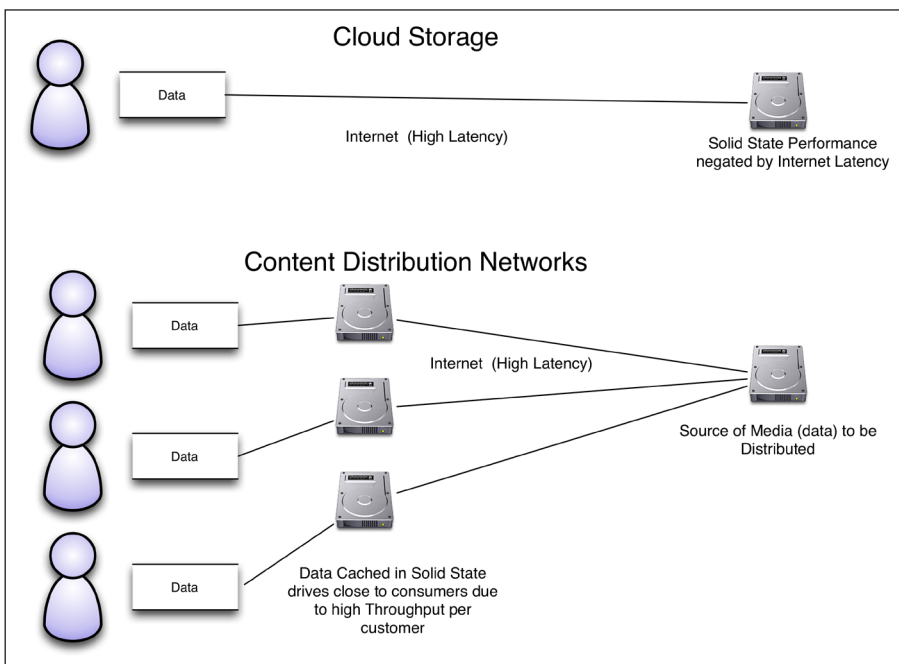 Cloud Storage
Data
Internet (High Latency)
Solid State Performance
negated by Internet Latency
Content Distribution Networks
Data
Internet (High Latency)
Data
Source of Media (data) to be
Distributed
Data
Data Cached in Solid State
drives close to consumers due
to high Throughput per
customer